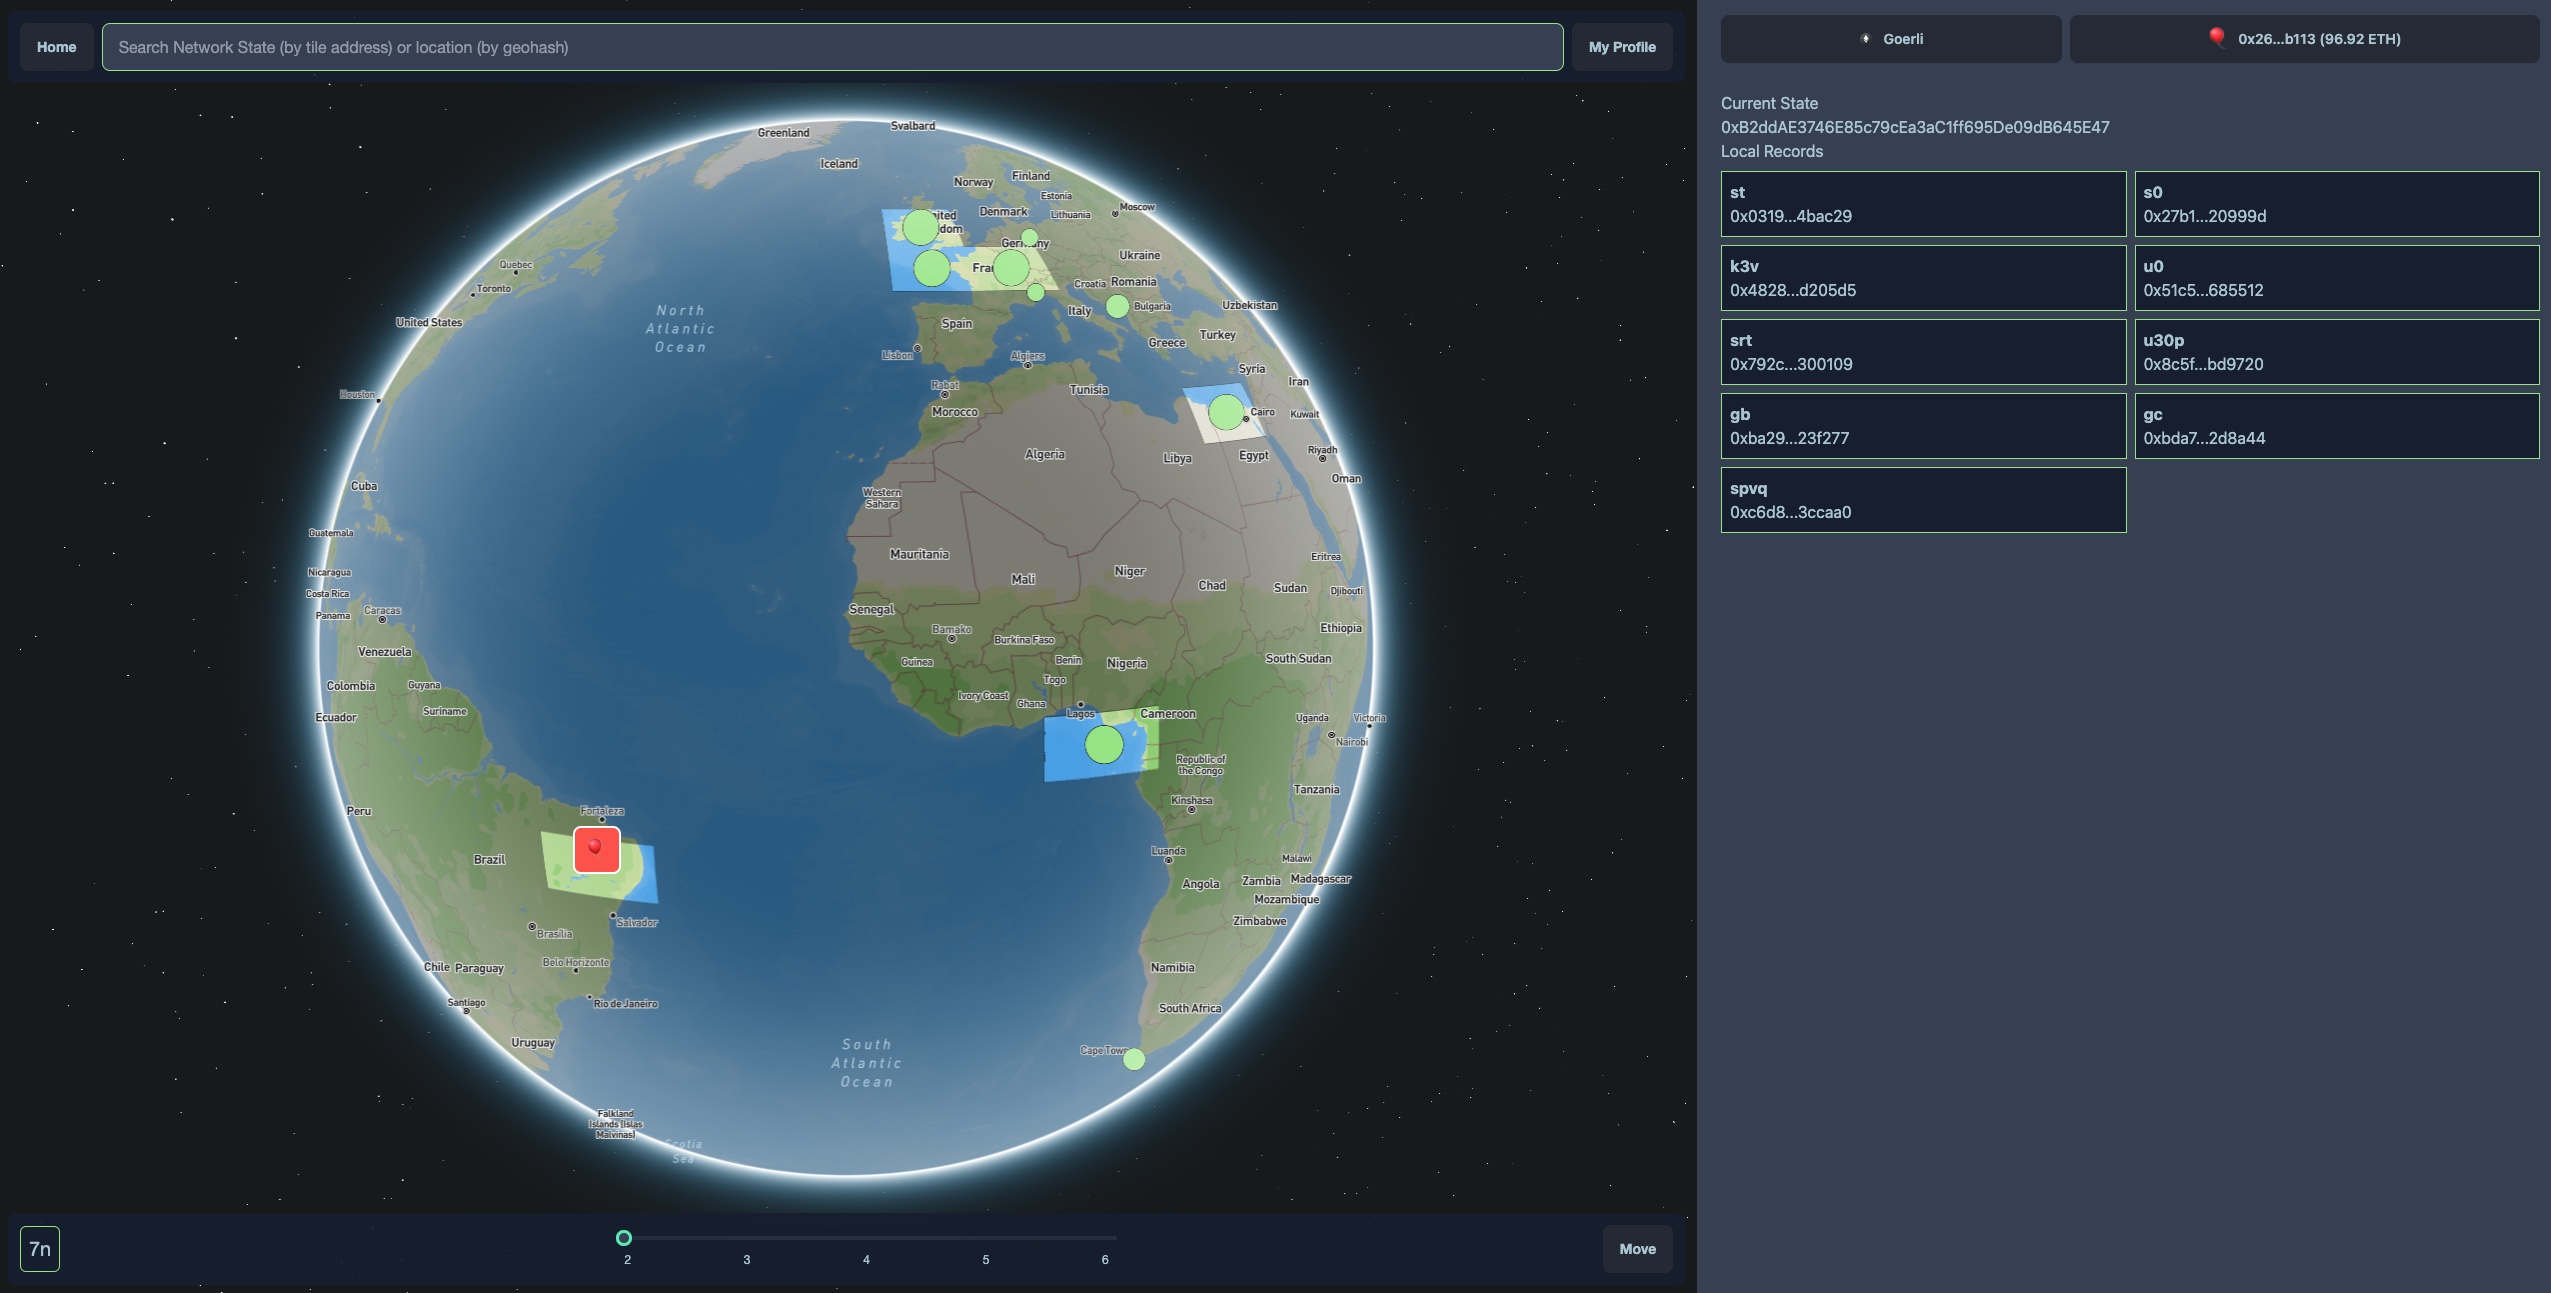 Home
Search Network State (by tile address) or location (by geohash)
My Profile
Goerli
0x26...b113 (96.92 ETH)
Current State
0xB2ddAE3746E85c79cEa3aC1ff695De09dB645E47
Local Records
st
0x0319...4bac29
s0
0x27b1...20999d
k3v
0x4828...d205d5
u0
0x51c5...685512
srt
0x792c...300109
u30p
0x8c5f...bd9720
gb
0xba29...23f277
gc
0xbda7...2d8a44
spvq
0xc6d8...3ccaa0
Svalbard
Greenland
Iceland
Finland
Norway
Estonia
Moscow
Denmark
Lithuania
Germany
Ukraine
Quebec
Croatia
Romania
Toronto
Uzbekistan
Bulgaria
Italy
North
Atlantic
Ocean
United States
Spain
Turkey
Greece
Lisbon
Algiers
Syria
Iran
Rabat
Tunisia
Houston
Morocco
Cairo
Kuwait
Algeria
Libya
Egypt
Riyadh
Oman
Cuba
Western
Sahara
Guatemala
Mauritania
Eritrea
Nicaragua
Mali
Niger
Chad
Sudan
Djibouti
Costa Rica
Panama
Caracas
Senegal
Bamako
Burkina Faso
Ethiopia
Venezuela
Guinea
Benin
Nigeria
South Sudan
Togo
Colombia
Guyana
Ivory Coast
Ghana
Suriname
Ecuador
Lagos
Cameroon
Uganda
Victoria
Nairobi
Republic of
the Congo
Tanzania
Kinshasa
Peru
Fortaleza
Brazil
Luanda
Malawi
Angola
Zambia
Madagascar
Mozambique
Zimbabwe
Salvador
Brasília
Belo Horizonte
Chile
Paraguay
Namibia
Santiago
Rio de Janeiro
South Africa
Uruguay
South
Atlantic
Ocean
Falkland
Islands (Islas
Malvinas)
Scotia
Sea
7n
2
3
4
5
6
Move